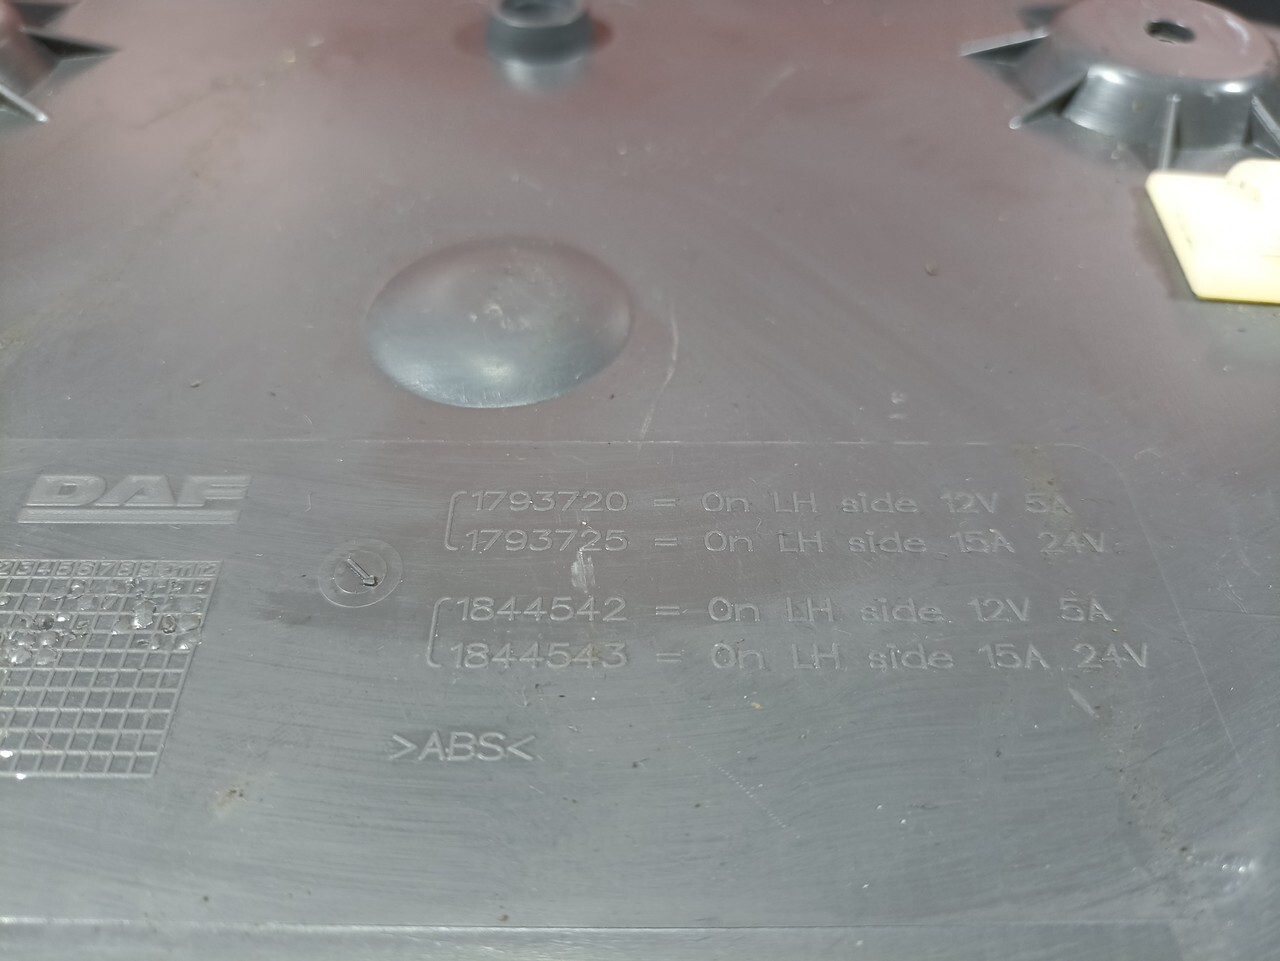 DAF
1793720 = On LH side 12V 5A
1793725 = On LH side 15A 24V
1844542 = On LH side 12V 5A
1844543 = On LH side 15A 24V
>ABS<